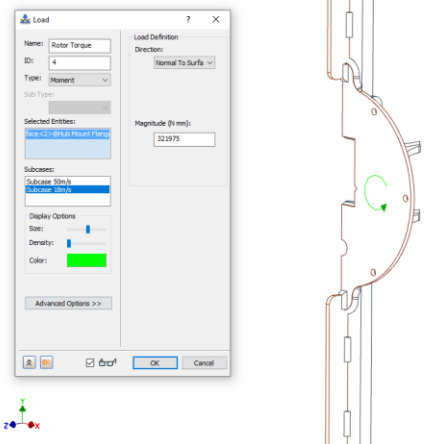 Load
Name: Rotor Torque
ID: 4
Type: Moment
Sub Type:
Selected Entities:
face<2>@Hub Mount Flang
Subcases:
Subcase 50m/s
Subcase 18m/s
Display Options
Size:
Density:
Color:
Advanced Options >>
Load Definition
Direction:
Normal To Surfa
Magnitude (N mm):
321975
OK Cancel
Y
Z X